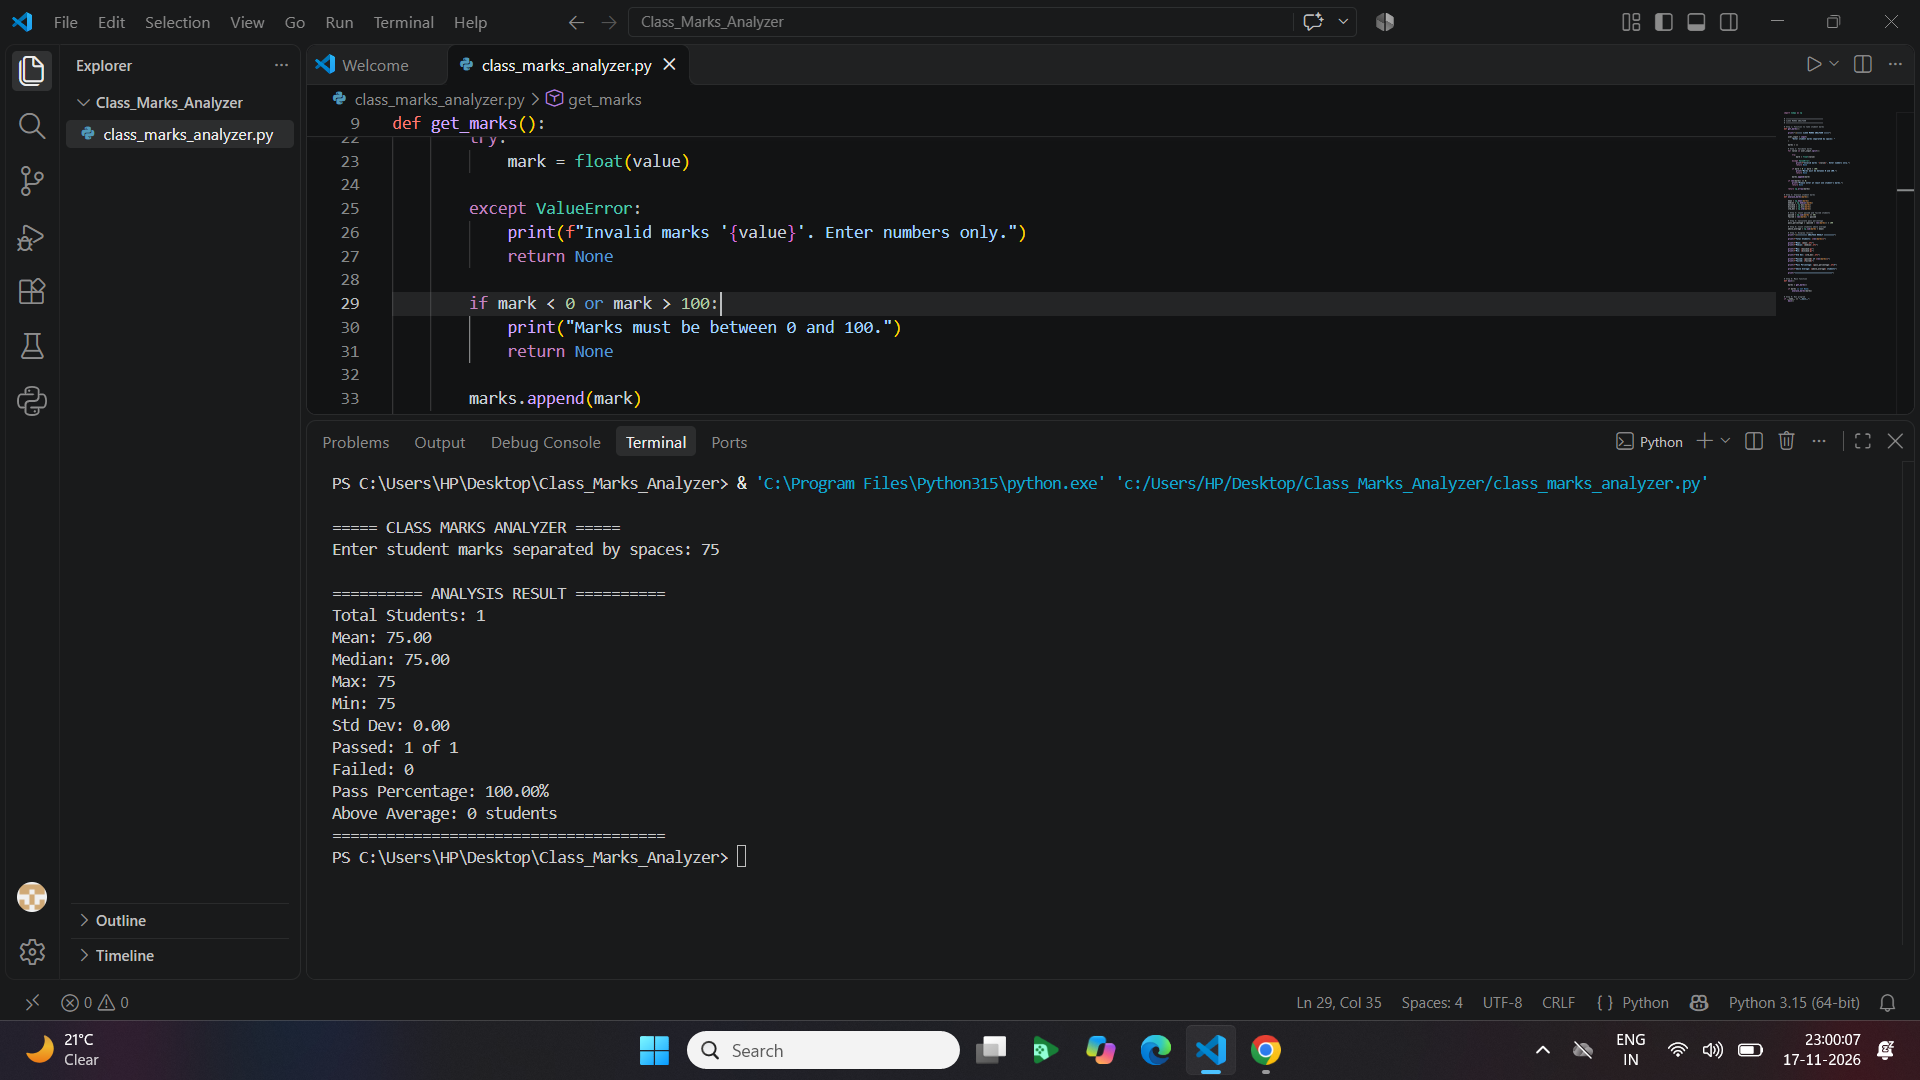 File Edit Selection View Go Run Terminal Help
Class_Marks_Analyzer
Explorer
Class_Marks_Analyzer
class_marks_analyzer.py
Outline
Timeline
Welcome
class_marks_analyzer.py
class_marks_analyzer.py > get_marks
9 def get_marks():
22 try:
23 mark = float(value)
24
25 except ValueError:
26 print(f"Invalid marks '{value}'. Enter numbers only.")
27 return None
28
29 if mark < 0 or mark > 100:
30 print("Marks must be between 0 and 100.")
31 return None
32
33 marks.append(mark)
Problems Output Debug Console Terminal Ports
Python
PS C:\Users\HP\Desktop\Class_Marks_Analyzer> & 'C:\Program Files\Python315\python.exe' 'c:/Users/HP/Desktop/Class_Marks_Analyzer/class_marks_analyzer.py'
===== CLASS MARKS ANALYZER =====
Enter student marks separated by spaces: 75
========== ANALYSIS RESULT ==========
Total Students: 1
Mean: 75.00
Median: 75.00
Max: 75
Min: 75
Std Dev: 0.00
Passed: 1 of 1
Failed: 0
Pass Percentage: 100.00%
Above Average: 0 students
=====================================
PS C:\Users\HP\Desktop\Class_Marks_Analyzer>
0 0
Ln 29, Col 35 Spaces: 4 UTF-8 CRLF { } Python Python 3.15 (64-bit)
21°C
Clear
Search
ENG
IN
23:00:07
17-11-2026